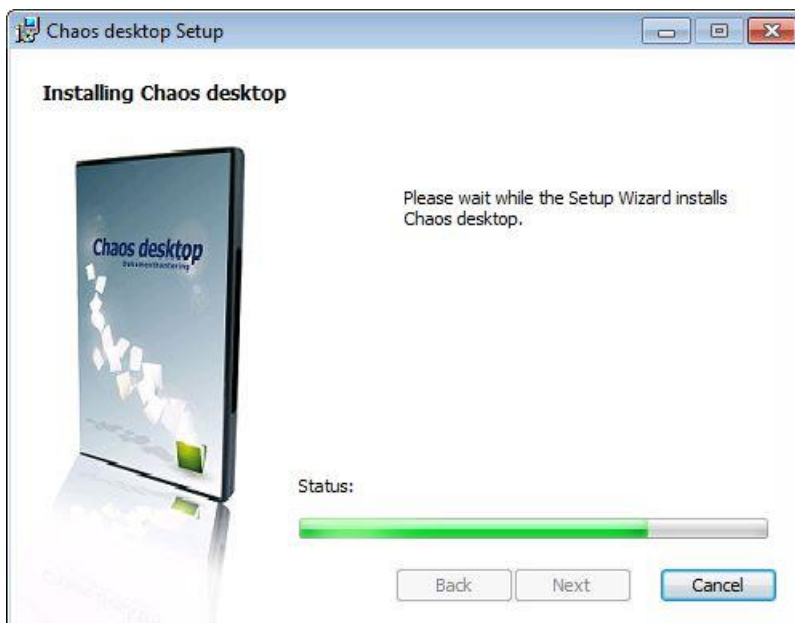 Chaos desktop Setup
Installing Chaos desktop
Please wait while the Setup Wizard installs
Chaos desktop.
Chaos desktop
Dokumenthantering
Status:
Back
Next
Cancel